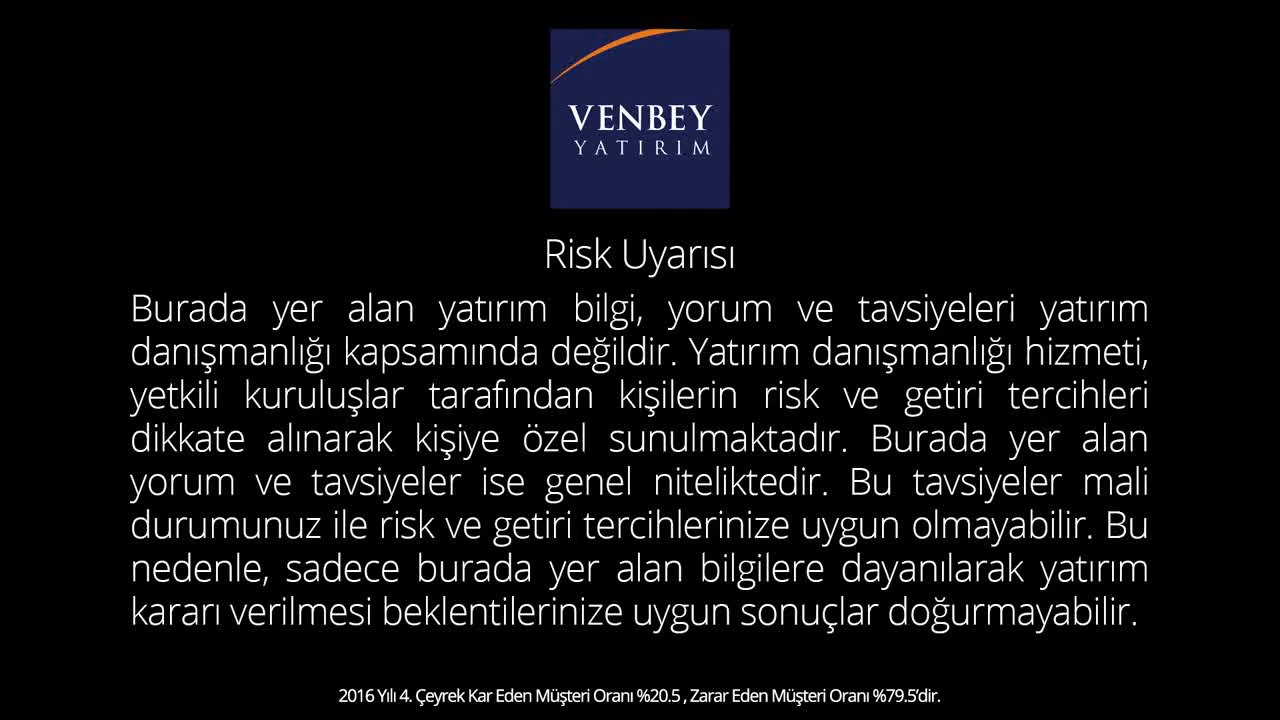 VENBEY
YATIRIM
Risk Uyarısı
Burada yer alan yatırım bilgi, yorum ve tavsiyeleri yatırım
danışmanlığı kapsamında değildir. Yatırım danışmanlığı hizmeti,
yetkili kuruluşlar tarafından kişilerin risk ve getiri tercihleri
dikkate alınarak kişiye özel sunulmaktadır. Burada yer alan
yorum ve tavsiyeler ise genel niteliktedir. Bu tavsiyeler mali
durumunuz ile risk ve getiri tercihlerinize uygun olmayabilir. Bu
nedenle, sadece burada yer alan bilgilere dayanılarak yatırım
kararı verilmesi beklentilerinize uygun sonuçlar doğurmayabilir.
2016 Yılı 4. Çeyrek Kar Eden Müşteri Oranı %20.5 , Zarar Eden Müşteri Oranı %79.5’dir.